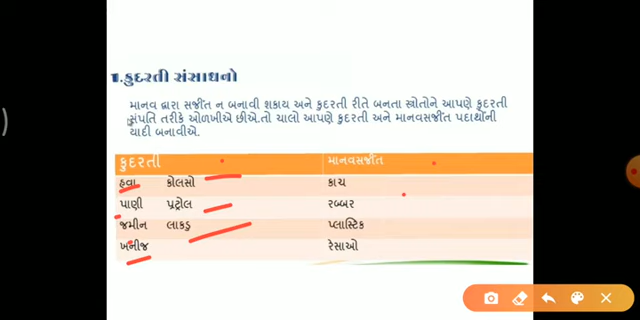 1. કુદરતી સંસાધનો
માનવ દ્વારા સર્જીત ન બનાવી શકાય અને કુદરતી રીતે બનતા સ્ત્રોતોને આપણે કુદરતી
સંપતિ તરીકે ઓળખીએ છીએ.તો ચાલો આપણે કુદરતી અને માનવસર્જીત પદાર્થોની
યાદી બનાવીએ.
કુદરતી માનવસર્જીત
હવા કોલસો કાચ
પાણી પ્રટ્રોલ રબ્બર
જમીન લાકડુ પ્લાસ્ટિક
ખનીજ રેસાઓ